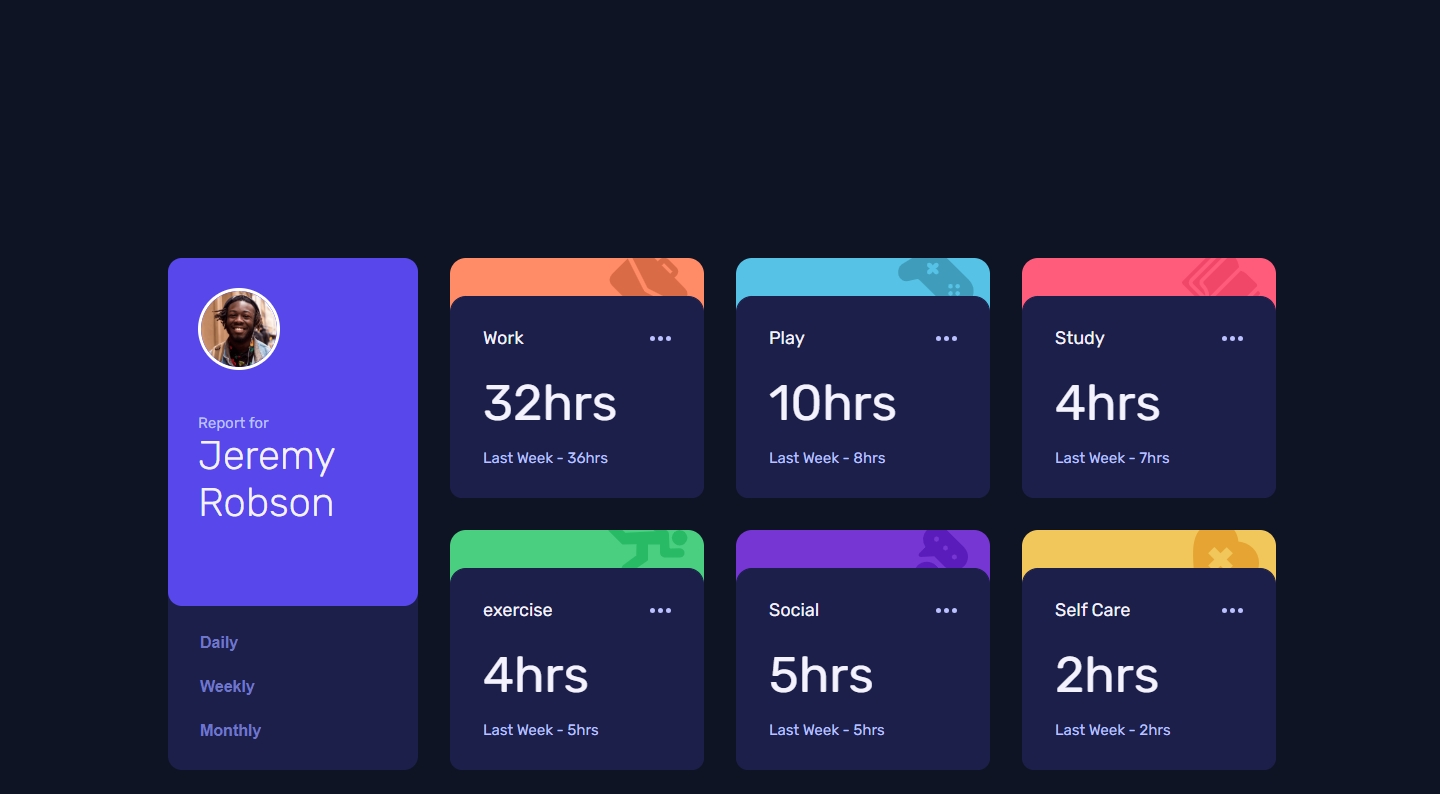 Report for
Jeremy
Robson
Daily
Weekly
Monthly
Work
32hrs
Last Week - 36hrs
Play
10hrs
Last Week - 8hrs
Study
4hrs
Last Week - 7hrs
exercise
4hrs
Last Week - 5hrs
Social
5hrs
Last Week - 5hrs
Self Care
2hrs
Last Week - 2hrs